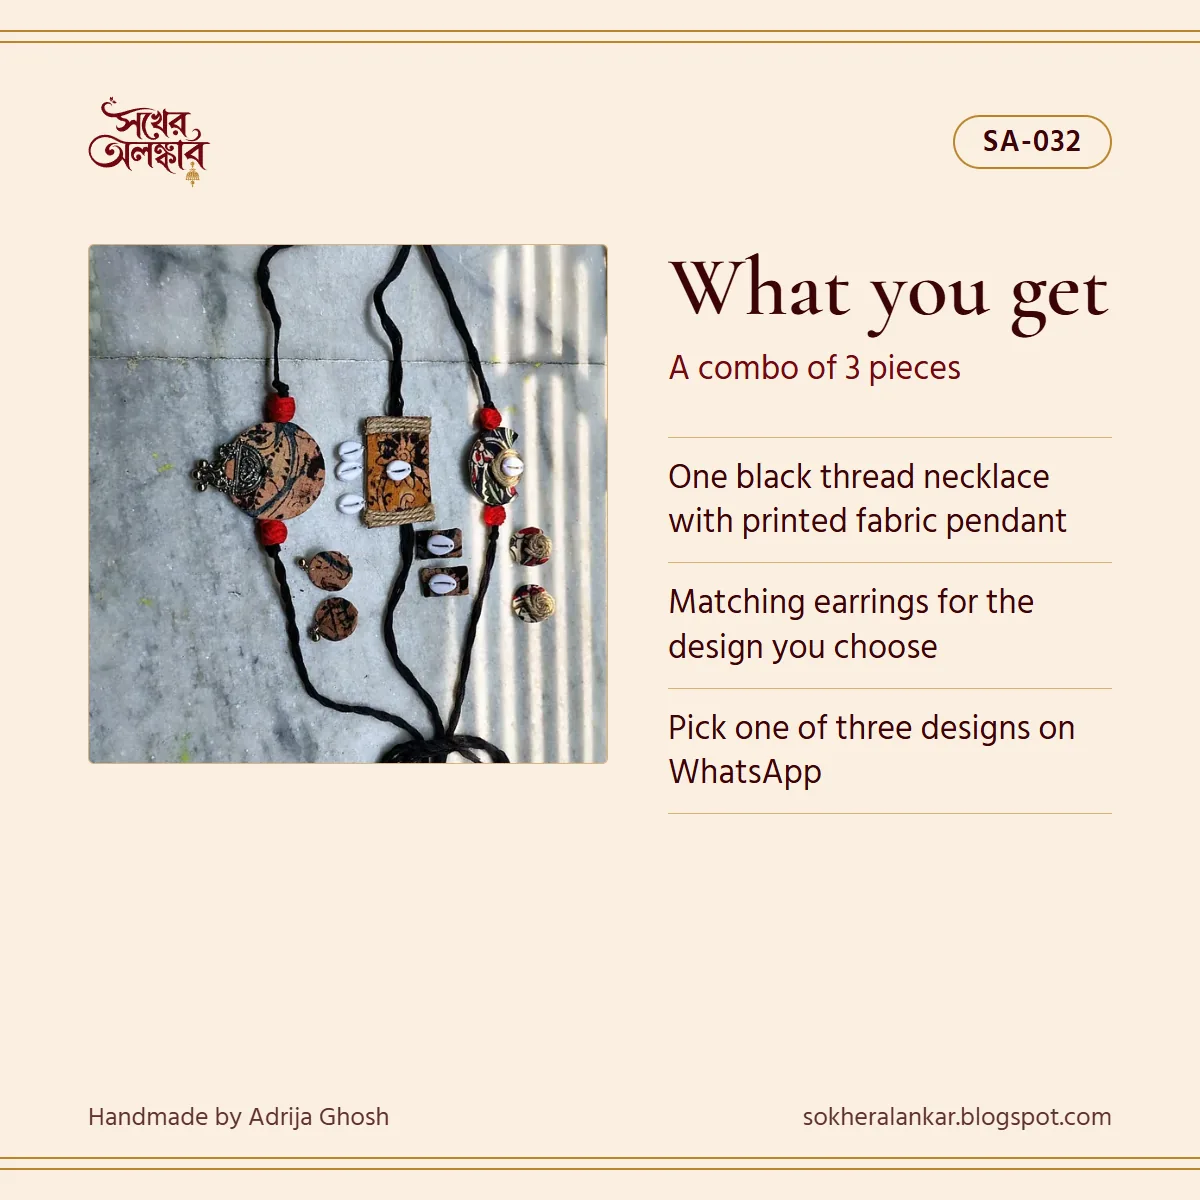 সখের
অলঙ্কার
SA-032
What you get
A combo of 3 pieces
One black thread necklace
with printed fabric pendant
Matching earrings for the
design you choose
Pick one of three designs on
WhatsApp
Handmade by Adrija Ghosh
sokheralankar.blogspot.com